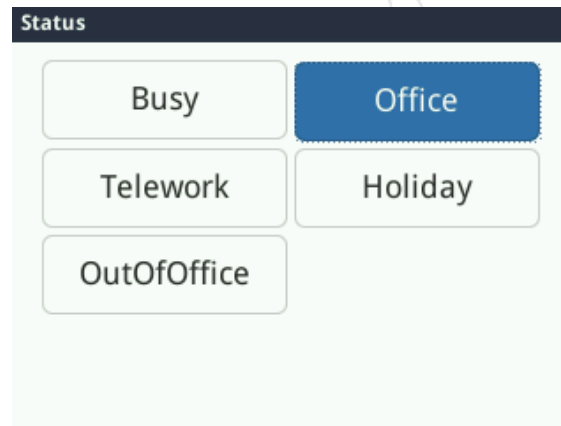 Status
Busy
Office
Telework
Holiday
OutOfOffice